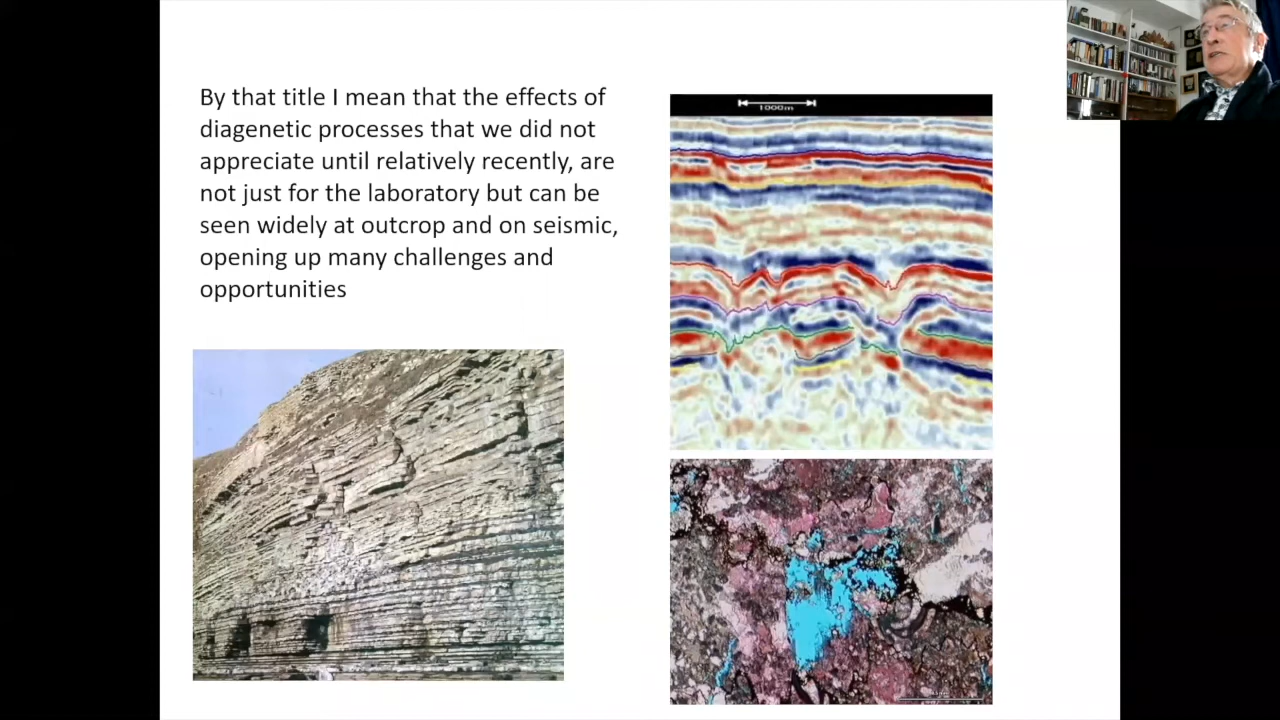 By that title I mean that the effects of
diagenetic processes that we did not
appreciate until relatively recently, are
not just for the laboratory but can be
seen widely at outcrop and on seismic,
opening up many challenges and
opportunities
1000m